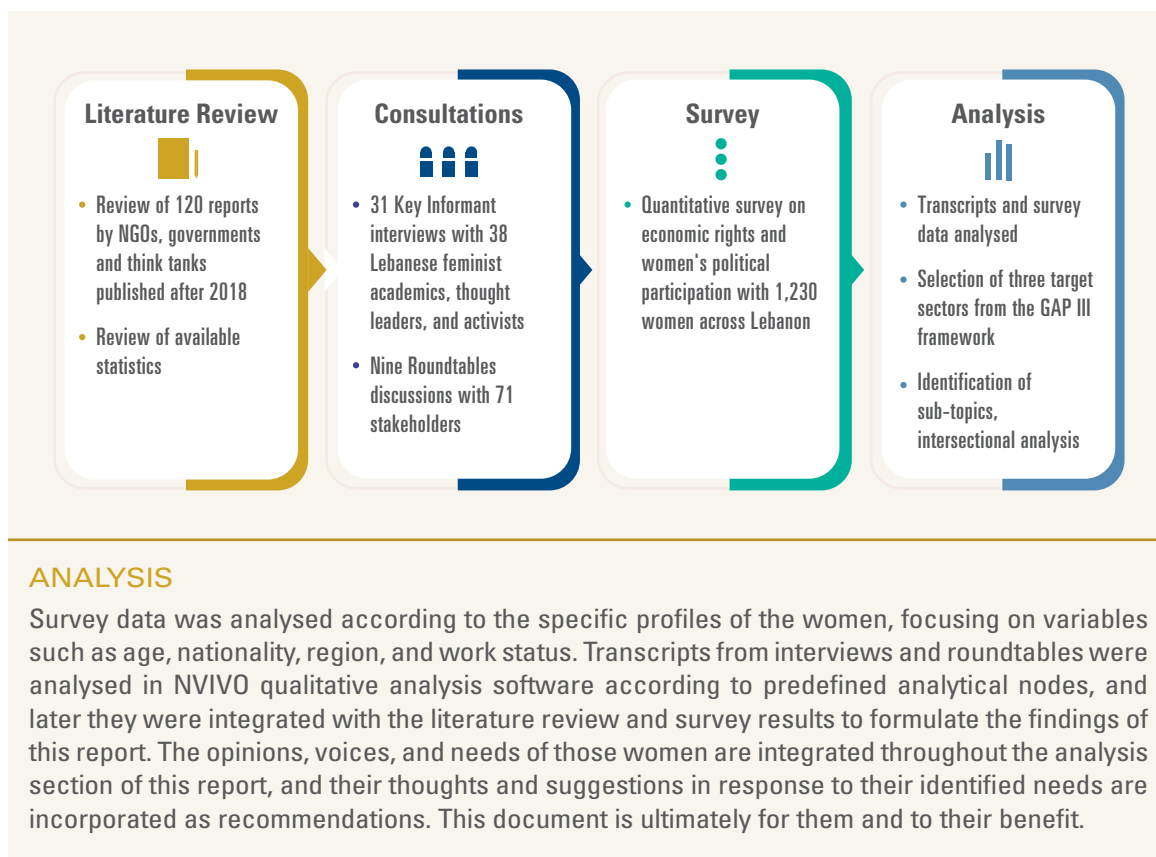 Literature Review
• Review of 120 reports
by NGOs, governments
and think tanks
published after 2018
• Review of available
statistics
Consultations
• 31 Key Informant
interviews with 38
Lebanese feminist
academics, thought
leaders, and activists
• Nine Roundtables
discussions with 71
stakeholders
Survey
• Quantitative survey on
economic rights and
women's political
participation with 1,230
women across Lebanon
Analysis
• Transcripts and survey
data analysed
• Selection of three target
sectors from the GAP III
framework
• Identification of
sub-topics,
intersectional analysis
ANALYSIS
Survey data was analysed according to the specific profiles of the women, focusing on variables
such as age, nationality, region, and work status. Transcripts from interviews and roundtables were
analysed in NVIVO qualitative analysis software according to predefined analytical nodes, and
later they were integrated with the literature review and survey results to formulate the findings of
this report. The opinions, voices, and needs of those women are integrated throughout the analysis
section of this report, and their thoughts and suggestions in response to their identified needs are
incorporated as recommendations. This document is ultimately for them and to their benefit.